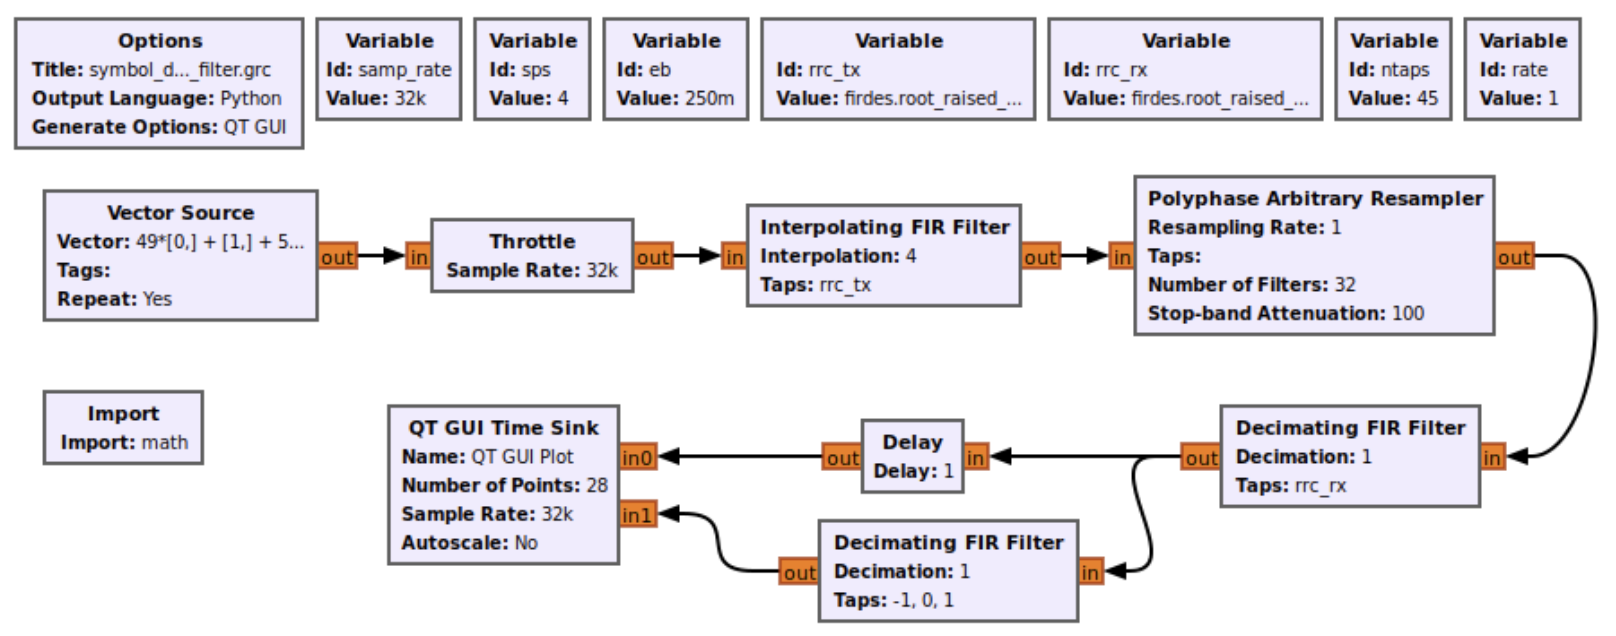 Options
Title: symbol_d..._filter.grc
Output Language: Python
Generate Options: QT GUI
Variable
Id: samp_rate
Value: 32k
Variable
Id: sps
Value: 4
Variable
Id: eb
Value: 250m
Variable
Id: rrc_tx
Value: firdes.root_raised_...
Variable
Id: rrc_rx
Value: firdes.root_raised_...
Variable
Id: ntaps
Value: 45
Variable
Id: rate
Value: 1
Vector Source
Vector: 49*[0,] + [1,] + 5...
Tags:
Repeat: Yes
out
in
Throttle
Sample Rate: 32k
out
in
Interpolating FIR Filter
Interpolation: 4
Taps: rrc_tx
out
in
Polyphase Arbitrary Resampler
Resampling Rate: 1
Taps:
Number of Filters: 32
Stop-band Attenuation: 100
out
Import
Import: math
QT GUI Time Sink
Name: QT GUI Plot
Number of Points: 28
Sample Rate: 32k
Autoscale: No
in0
in1
out
Delay
Delay: 1
in
out
Decimating FIR Filter
Decimation: 1
Taps: rrc_rx
in
out
Decimating FIR Filter
Decimation: 1
Taps: -1, 0, 1
in